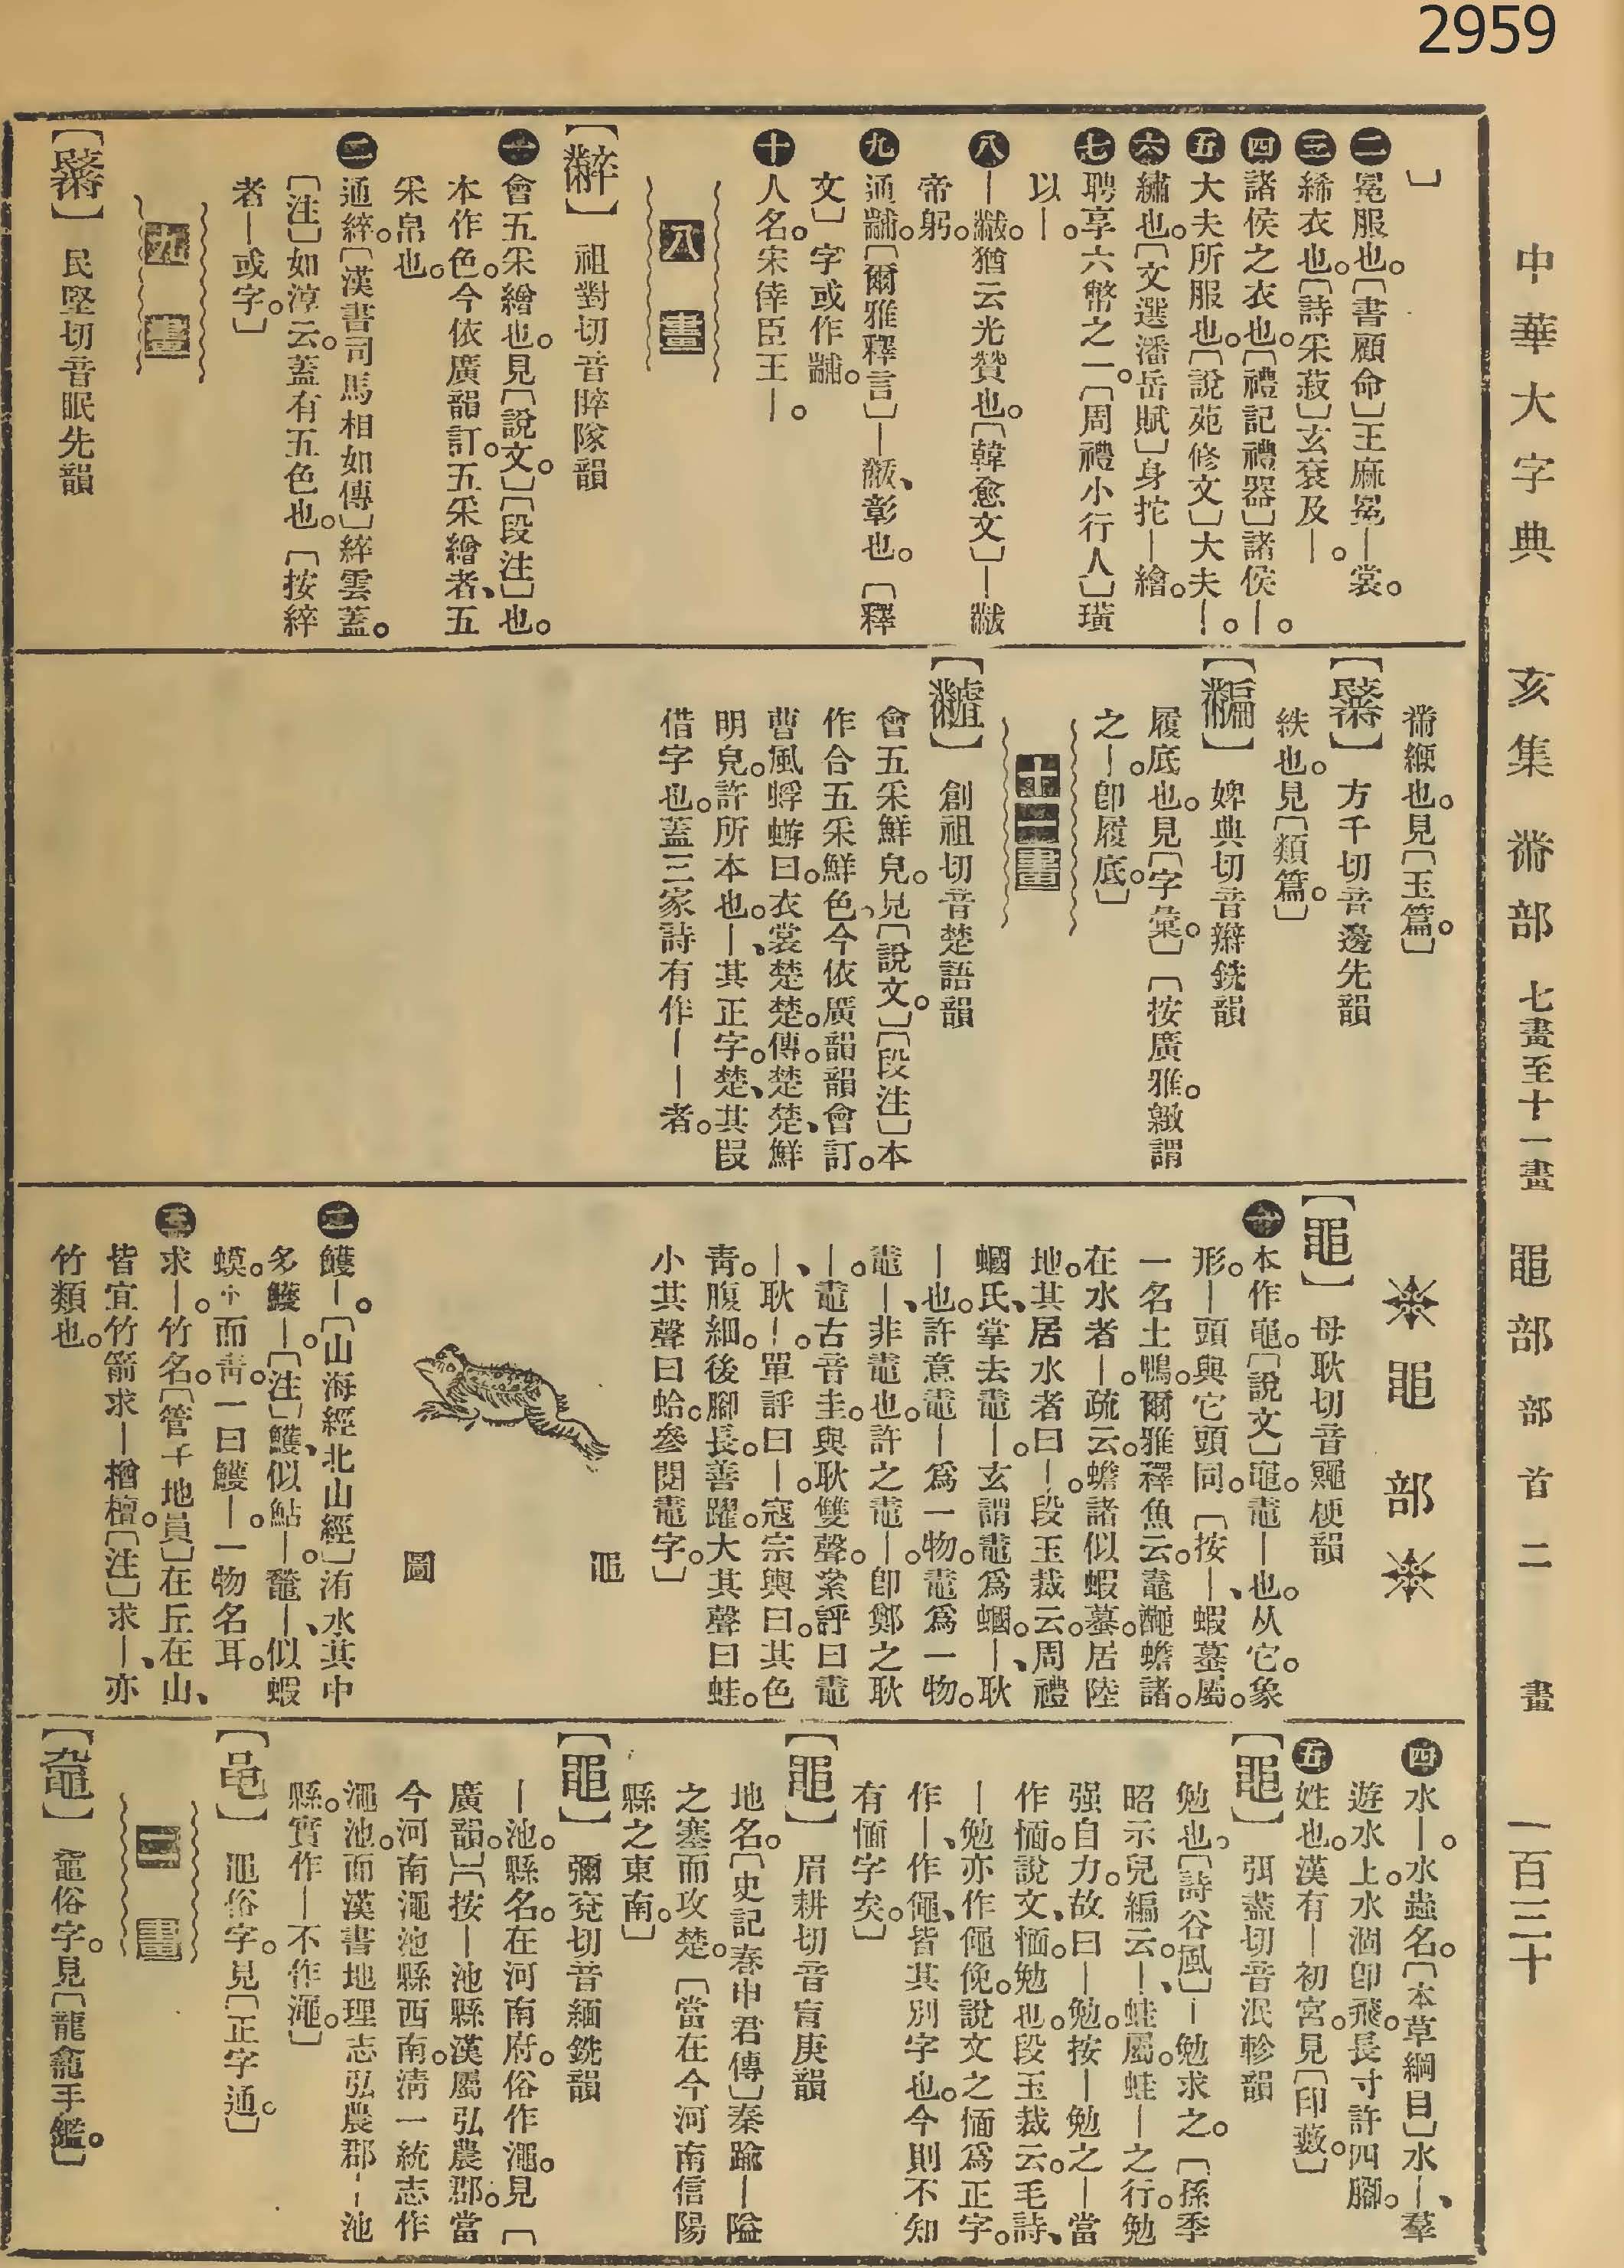 2959
中華大字典 亥集 黹部 七畫至十一畫 黽部 部首 二畫 一百三十
〕
㊁冕服也。〔書顧命〕王麻冕—裳。
㊂絺衣也。〔詩采菽〕玄袞及—。
㊃諸侯之衣也。〔禮記禮器〕諸侯—。
㊄大夫所服也。〔說苑修文〕大夫—。
㊅繡也。〔文選潘岳賦〕身拕—繪。
㊆聘享六幣之一。〔周禮小行人〕璜
以—。
㊇—黻。猶云光贊也。〔韓愈文〕—黻
帝躬。
㊈通黼。〔爾雅釋言〕—黻、彰也。〔釋
文〕字或作黼。
㊉人名。宋倖臣王—。
八畫
〔黺〕祖對切音晬隊韻
㊀會五采繒也。見〔說文。〕〔段注〕也。
本作色。今依廣韻訂。五采繒者、五
采帛也。
㊁通綷。〔漢書司馬相如傳〕綷雲蓋。
〔注〕如淳云。蓋有五色也。〔按綷
者—或字。〕
九畫
民堅切音眠先韻
黹緶也。見〔玉篇。〕
方千切音邊先韻
紩也。見〔類篇。〕
婢典切音辮銑韻
履底也。見〔字彙。〕〔按廣雅。緶謂
之—。卽履底。〕
十一畫
創祖切音楚語韻
會五采鮮皃。見〔說文。〕〔段注〕本
作合五采鮮色、今依廣韻韻會訂。
曹風蜉蝣曰。衣裳楚楚。傳。楚楚、鮮
明皃。許所本也。—、其正字。楚、其叚
借字也。蓋三家詩有作——者。
黽部
〔黽〕母耿切音鼆梗韻
㊀本作黽。〔說文〕黽。鼃—也。从它。象
形。—頭與它頭同。〔按—、蝦蟇屬。
一名土鴨。爾雅釋魚云。鼀𪓰蟾諸。
在水者—。疏云。蟾諸似蝦蟇。居陸
地。其居水者曰—。段玉裁云。周禮
蟈氏、掌去鼃—。玄謂鼃爲蟈。—、耿
—也。許意鼃—爲一物。鼃爲一物。
鼃—、非鼃也。許之鼃—。卽鄭之耿
—。鼃古音圭。與耿雙聲。絫評曰鼃
—、耿—。單評曰—。寇宗奭曰。其色
青。腹細。後腳長。善躍。大其聲曰蛙。
小其聲曰蛤。參閱鼃字。〕
黽
圖
㊁鱯—。〔山海經北山經〕洧水其中
多鱯—。〔注〕鱯、似鮎—。鼃—、似蝦
蟆。小而青。一曰鱯—。一物名耳。
㊂求—。竹名。〔管子地員〕在丘在山、
皆宜竹箭求—楢檀。〔注〕求—、亦
竹類也。
㊃水—。水蟲名。〔本草綱目〕水—、羣
遊水上。水涸卽飛。長寸許四腳。
㊄姓也。漢有—初宮。見〔印藪。〕
〔黽〕弭盡切音泯軫韻
勉也。〔詩谷風〕—勉求之。〔孫季
昭示兒編云。—、蛙屬。蛙—之行。勉
强自力。故曰—勉。按—勉之—、當
作愐。說文、愐。勉也。段玉裁云。毛詩、
—勉亦作僶俛。說文之愐爲正字。
作—、作僶、皆其別字也。今則不知
有愐字矣。〕
〔黽〕眉耕切音盲庚韻
地名。〔史記春申君傳〕秦踰—隘
之塞而攻楚。〔當在今河南信陽
縣之東南。〕
〔黽〕彌兗切音緬銑韻
—池。縣名。在河南府。俗作澠。見〔
廣韻。〕〔按—池縣漢屬弘農郡。當
今河南澠池縣西南。淸一統志作
澠池。而漢書地理志弘農郡—池
縣。實作—不作澠。〕
黽俗字。見〔正字通。〕
二畫
鼀俗字。見〔龍龕手鑑。〕